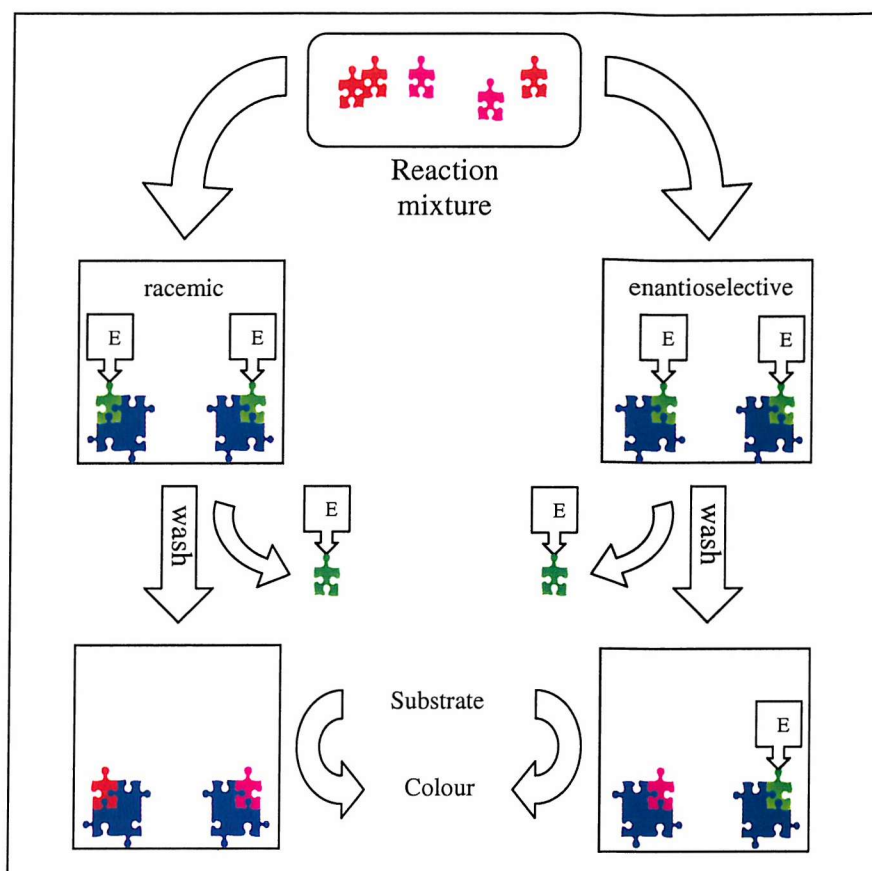 Reaction
mixture
racemic
enantioselective
E
E
E
E
wash
E
E
wash
Substrate
E
Colour